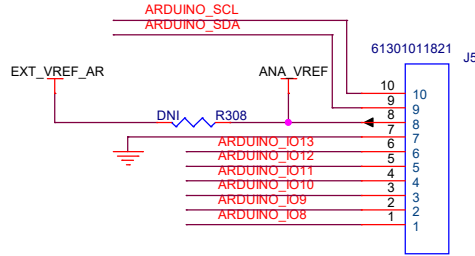 ARDUINO_SCL
ARDUINO_SDA
61301011821
J5
EXT_VREF_AR
ANA_VREF
10 10
9 9
DNI R308
8 8
7 7
ARDUINO_IO13 6 6
ARDUINO_IO12 5 5
ARDUINO_IO11 4 4
ARDUINO_IO10 3 3
ARDUINO_IO9 2 2
ARDUINO_IO8 1 1